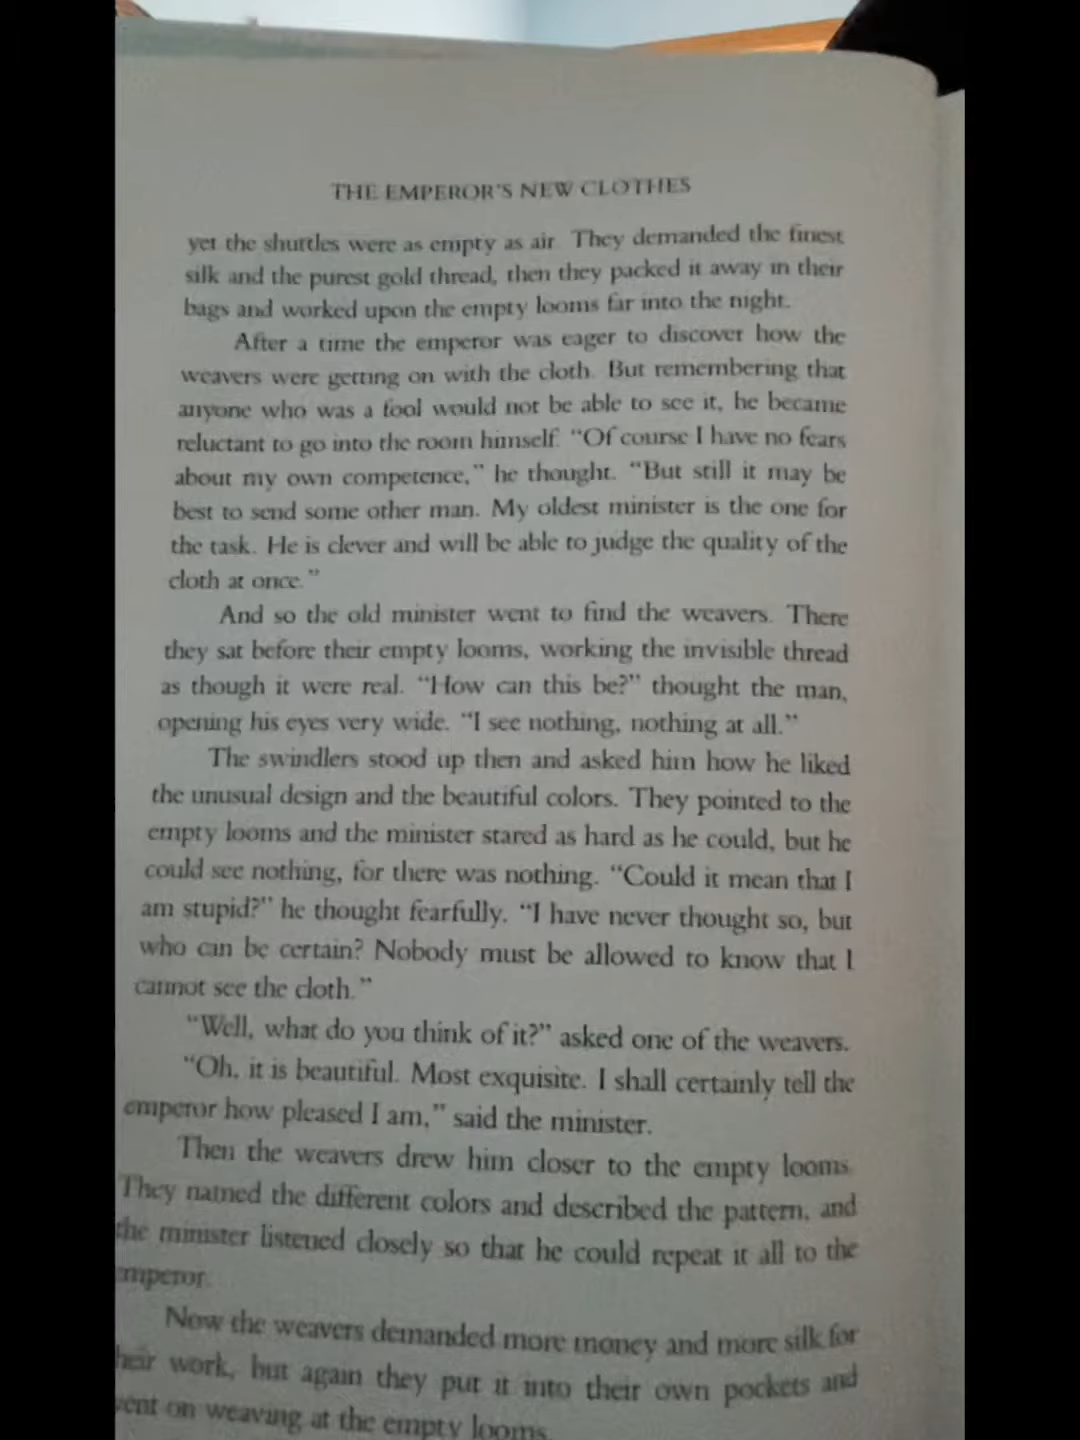 THE EMPEROR'S NEW CLOTHES
yet the shuttles were as empty as air. They demanded the finest
silk and the purest gold thread, then they packed it away in their
bags and worked upon the empty looms far into the night.
After a time the emperor was eager to discover how the
weavers were getting on with the cloth. But remembering that
anyone who was a fool would not be able to see it, he became
reluctant to go into the room himself. “Of course I have no fears
about my own competence,” he thought. “But still it may be
best to send some other man. My oldest minister is the one for
the task. He is clever and will be able to judge the quality of the
cloth at once.”
And so the old minister went to find the weavers. There
they sat before their empty looms, working the invisible thread
as though it were real. “How can this be?” thought the man,
opening his eyes very wide. “I see nothing, nothing at all.”
The swindlers stood up then and asked him how he liked
the unusual design and the beautiful colors. They pointed to the
empty looms and the minister stared as hard as he could, but he
could see nothing, for there was nothing. “Could it mean that I
am stupid?” he thought fearfully. “I have never thought so, but
who can be certain? Nobody must be allowed to know that I
cannot see the cloth.”
“Well, what do you think of it?” asked one of the weavers.
“Oh, it is beautiful. Most exquisite. I shall certainly tell the
emperor how pleased I am,” said the minister.
Then the weavers drew him closer to the empty looms.
They named the different colors and described the pattern, and
the minister listened closely so that he could repeat it all to the
emperor.
Now the weavers demanded more money and more silk for
their work, but again they put it into their own pockets and
went on weaving at the empty looms.